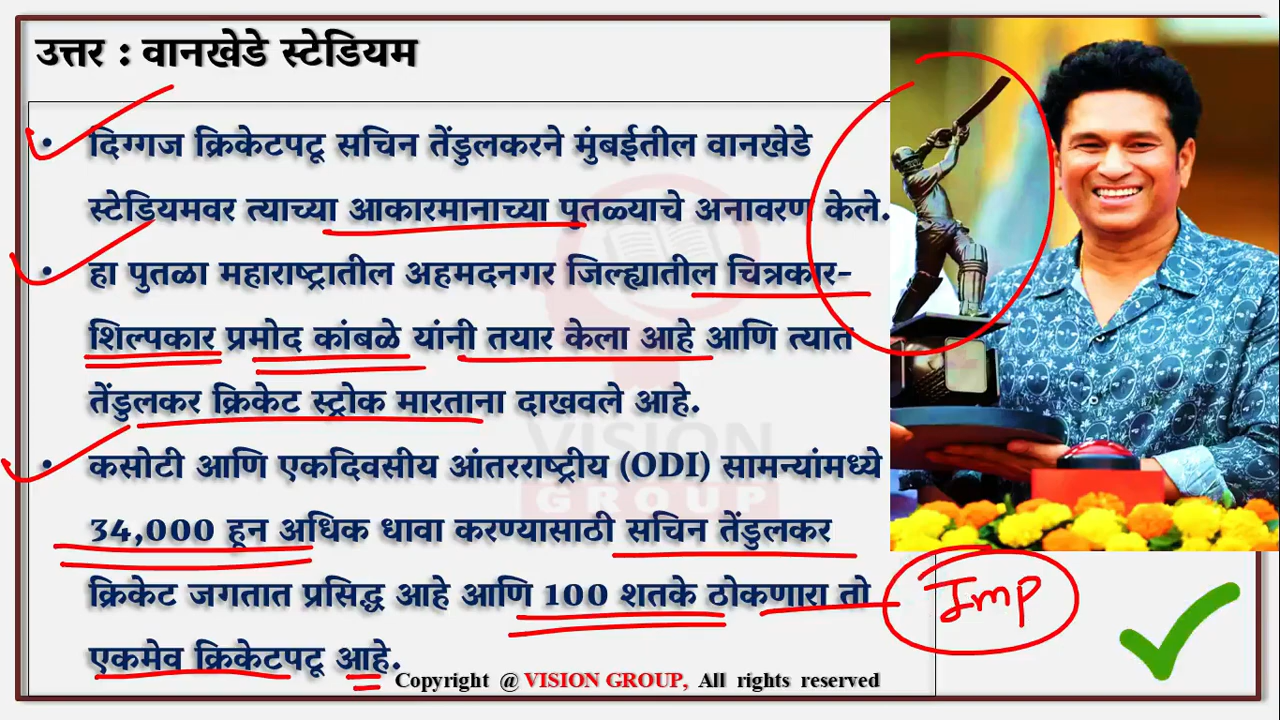 उत्तर : वानखेडे स्टेडियम
• दिग्गज क्रिकेटपटू सचिन तेंडुलकरने मुंबईतील वानखेडे
स्टेडियमवर त्याच्या आकारमानाच्या पुतळ्याचे अनावरण केले.
• हा पुतळा महाराष्ट्रातील अहमदनगर जिल्ह्यातील चित्रकार-
शिल्पकार प्रमोद कांबळे यांनी तयार केला आहे आणि त्यात
तेंडुलकर क्रिकेट स्ट्रोक मारताना दाखवले आहे.
• कसोटी आणि एकदिवसीय आंतरराष्ट्रीय (ODI) सामन्यांमध्ये
34,000 हून अधिक धावा करण्यासाठी सचिन तेंडुलकर
क्रिकेट जगतात प्रसिद्ध आहे आणि 100 शतके ठोकणारा तो
एकमेव क्रिकेटपटू आहे.
Imp
VISION
GROUP
Copyright @ VISION GROUP, All rights reserved